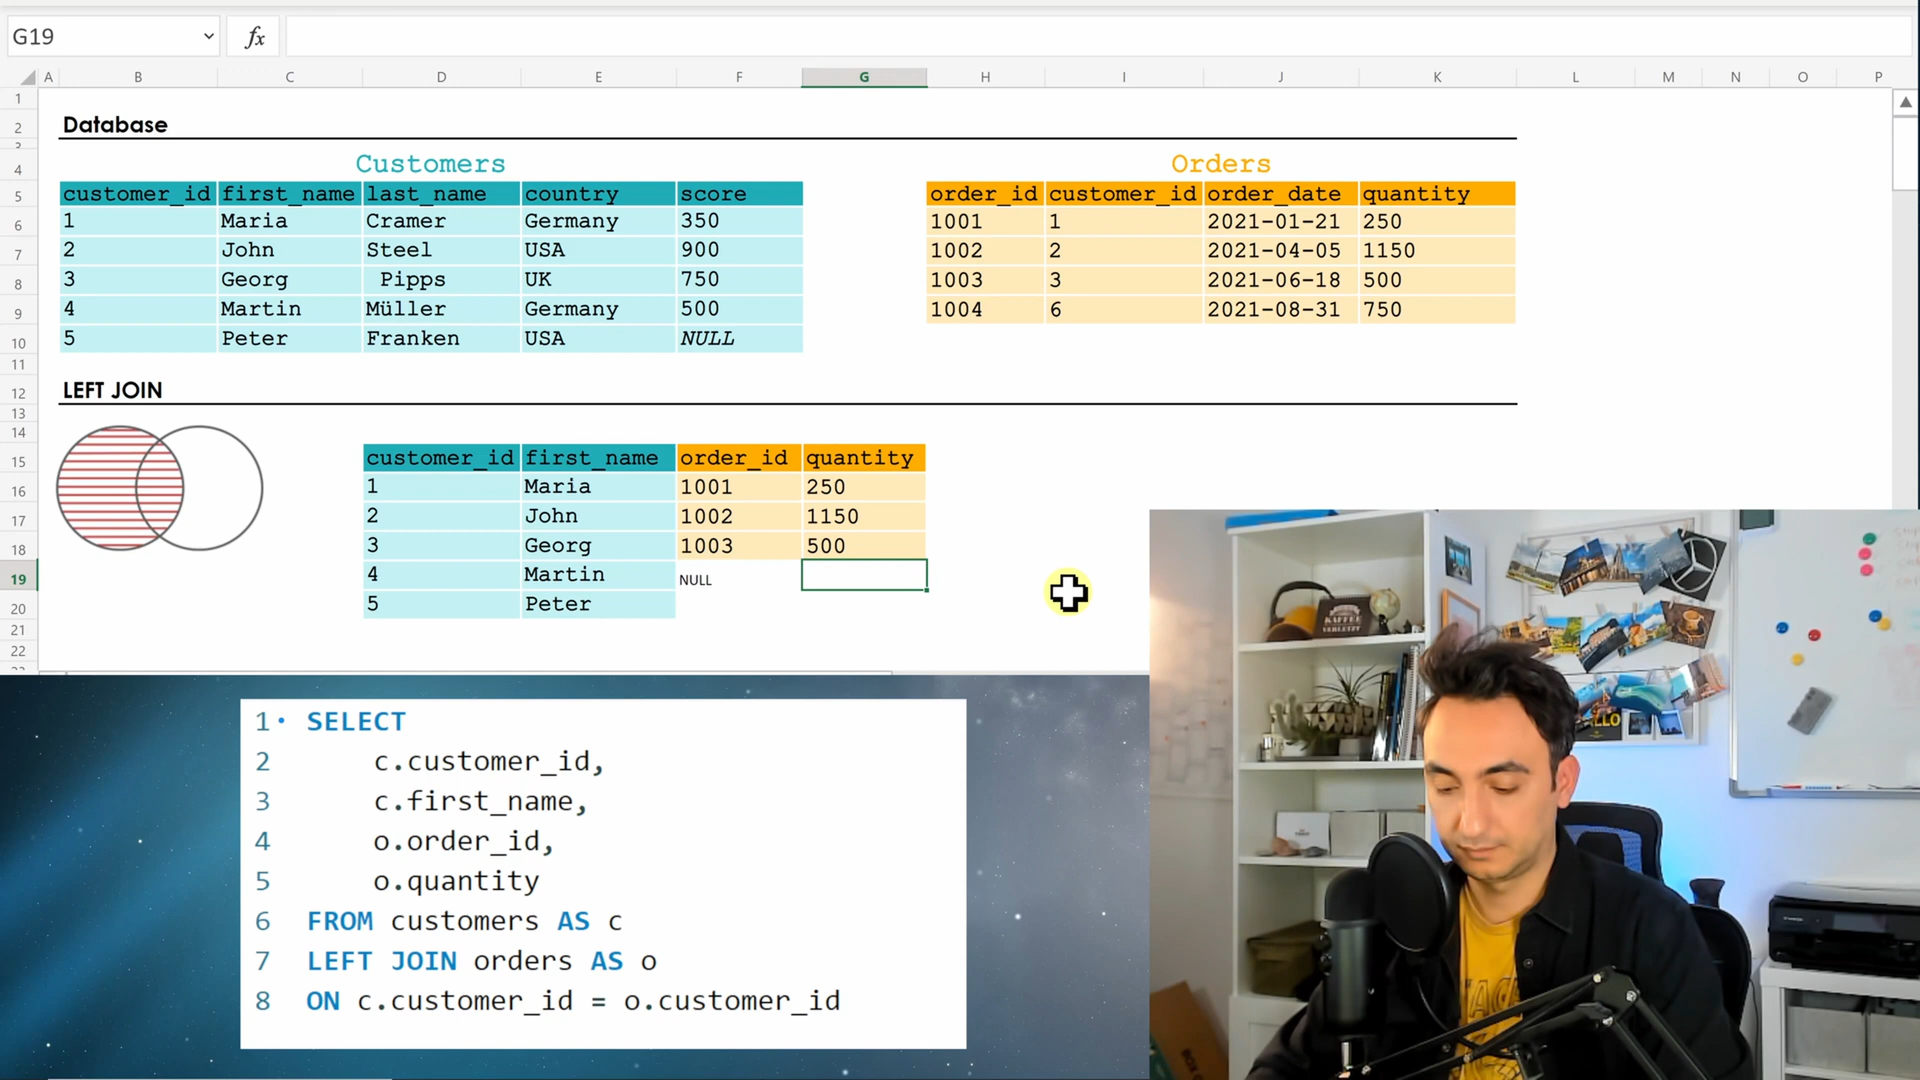 G19
fx
A B C D E F G H I J K L M N O P
1
2 Database
3
4 Customers Orders
5 customer_id first_name last_name country score order_id customer_id order_date quantity
6 1 Maria Cramer Germany 350 1001 1 2021-01-21 250
7 2 John Steel USA 900 1002 2 2021-04-05 1150
8 3 Georg Pipps UK 750 1003 3 2021-06-18 500
9 4 Martin Müller Germany 500 1004 6 2021-08-31 750
10 5 Peter Franken USA NULL
11
12 LEFT JOIN
13
14
15 customer_id first_name order_id quantity
16 1 Maria 1001 250
17 2 John 1002 1150
18 3 Georg 1003 500
19 4 Martin NULL
20 5 Peter
21
22
1 SELECT
2 c.customer_id,
3 c.first_name,
4 o.order_id,
5 o.quantity
6 FROM customers AS c
7 LEFT JOIN orders AS o
8 ON c.customer_id = o.customer_id